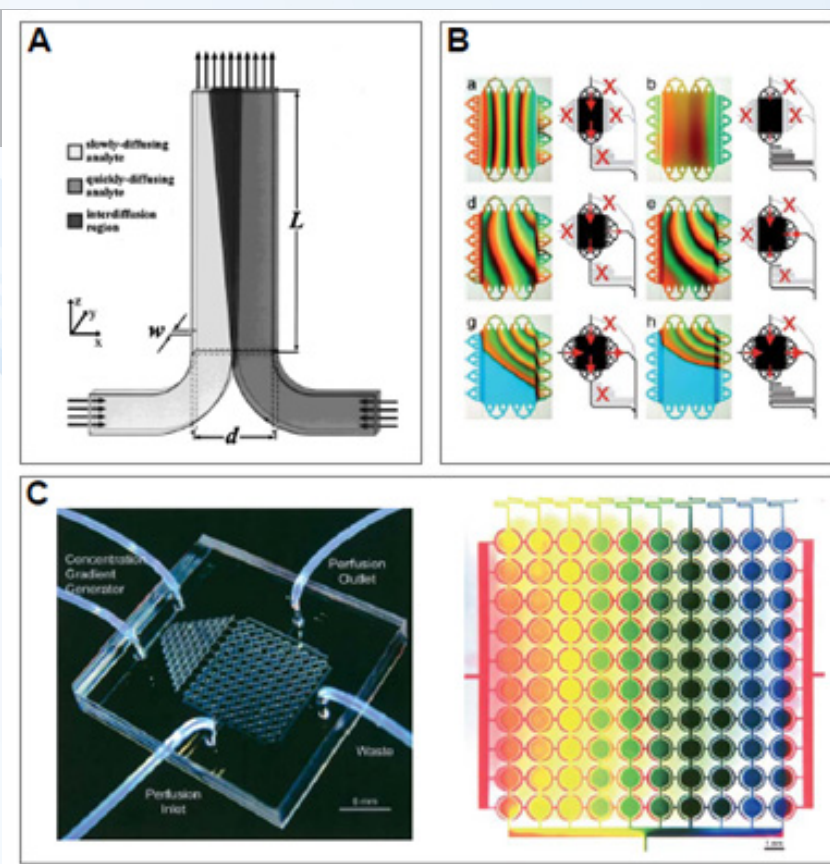 A
slowly-diffusing
analyte
quickly-diffusing
analyte
interdiffusion
region
L
z
y
x
w
d
B
a
X
X
X
X
b
X
X
X
d
X
X
X
e
X
X
X
g
X
X
h
X
C
Concentration
Gradient
Generator
Perfusion
Outlet
Waste
Perfusion
Inlet
6 mm
1 mm